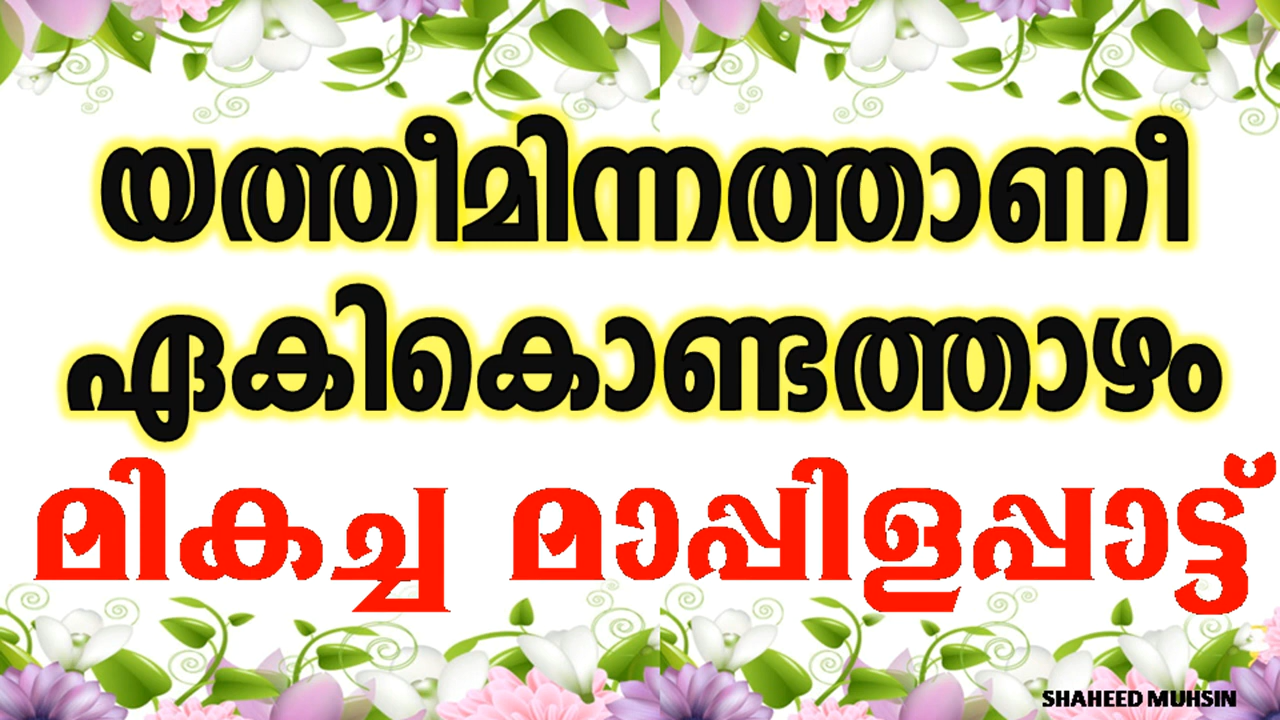 യത്തീമിന്നത്താണീ
ഏകികൊണ്ടത്താഴം
മികച്ച മാപ്പിളപ്പാട്ട്
SHAHEED MUHSIN